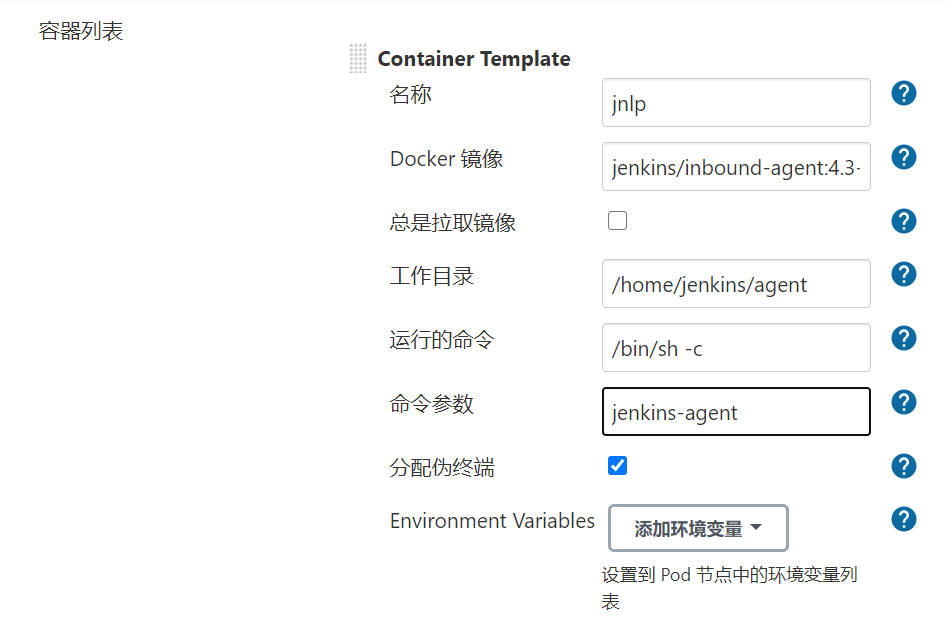 容器列表
Container Template
名称
jnlp
Docker 镜像
jenkins/inbound-agent:4.3-
总是拉取镜像
工作目录
/home/jenkins/agent
运行的命令
/bin/sh -c
命令参数
jenkins-agent
分配伪终端
Environment Variables
添加环境变量
设置到 Pod 节点中的环境变量列
表